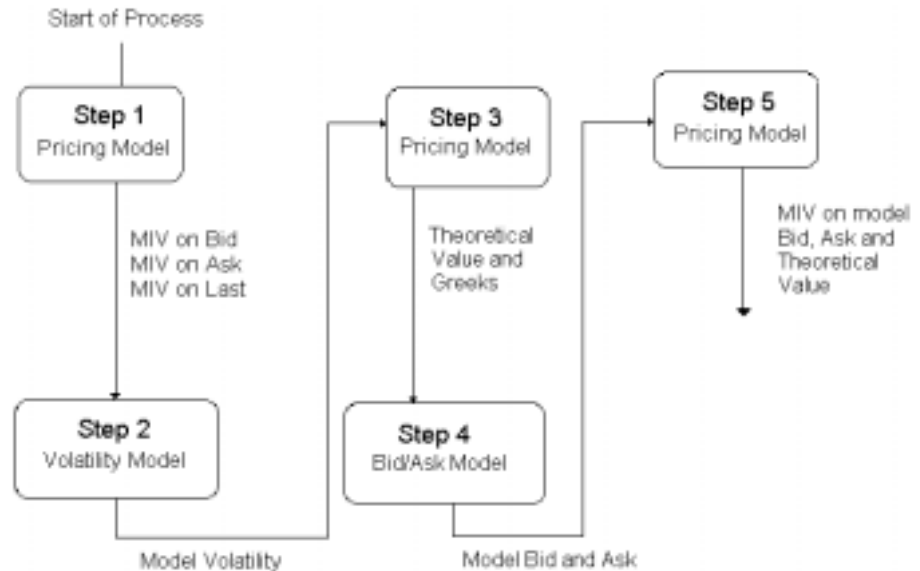 Start of Process
Step 1
Pricing Model
MIV on Bid
MIV on Ask
MIV on Last
Step 2
Volatility Model
Model Volatility
Step 3
Pricing Model
Theoretical
Value and
Greeks
Step 4
Bid/Ask Model
Model Bid and Ask
Step 5
Pricing Model
MIV on model
Bid, Ask and
Theoretical
Value